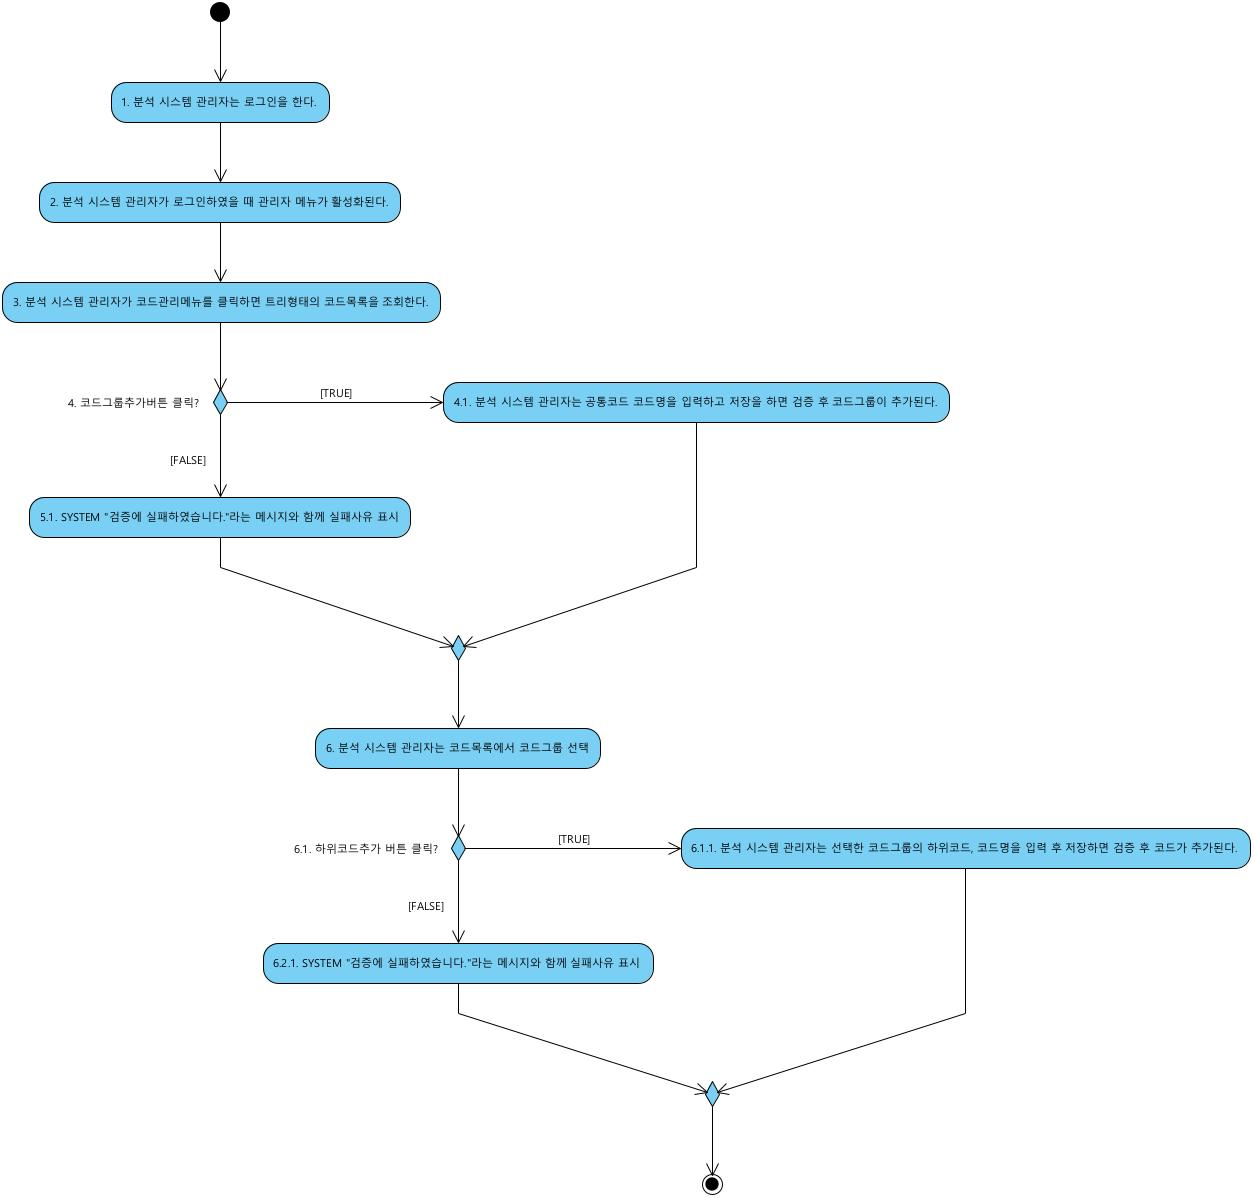 1. 분석 시스템 관리자는 로그인을 한다.
2. 분석 시스템 관리자가 로그인하였을 때 관리자 메뉴가 활성화된다.
3. 분석 시스템 관리자가 코드관리메뉴를 클릭하면 트리형태의 코드목록을 조회한다.
4. 코드그룹추가버튼 클릭?
[TRUE]
4.1. 분석 시스템 관리자는 공통코드 코드명을 입력하고 저장을 하면 검증 후 코드그룹이 추가된다.
[FALSE]
5.1. SYSTEM "검증에 실패하였습니다."라는 메시지와 함께 실패사유 표시
6. 분석 시스템 관리자는 코드목록에서 코드그룹 선택
6.1. 하위코드추가 버튼 클릭?
[TRUE]
6.1.1. 분석 시스템 관리자는 선택한 코드그룹의 하위코드, 코드명을 입력 후 저장하면 검증 후 코드가 추가된다.
[FALSE]
6.2.1. SYSTEM "검증에 실패하였습니다."라는 메시지와 함께 실패사유 표시